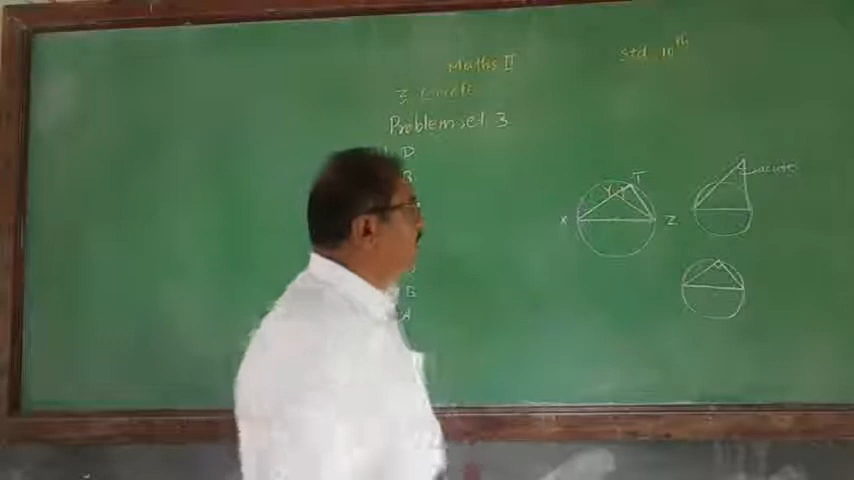 Maths II
Std. 10th
3 Circle
Problem set 3
D
B
acute
T
Y
X
Z
B
A